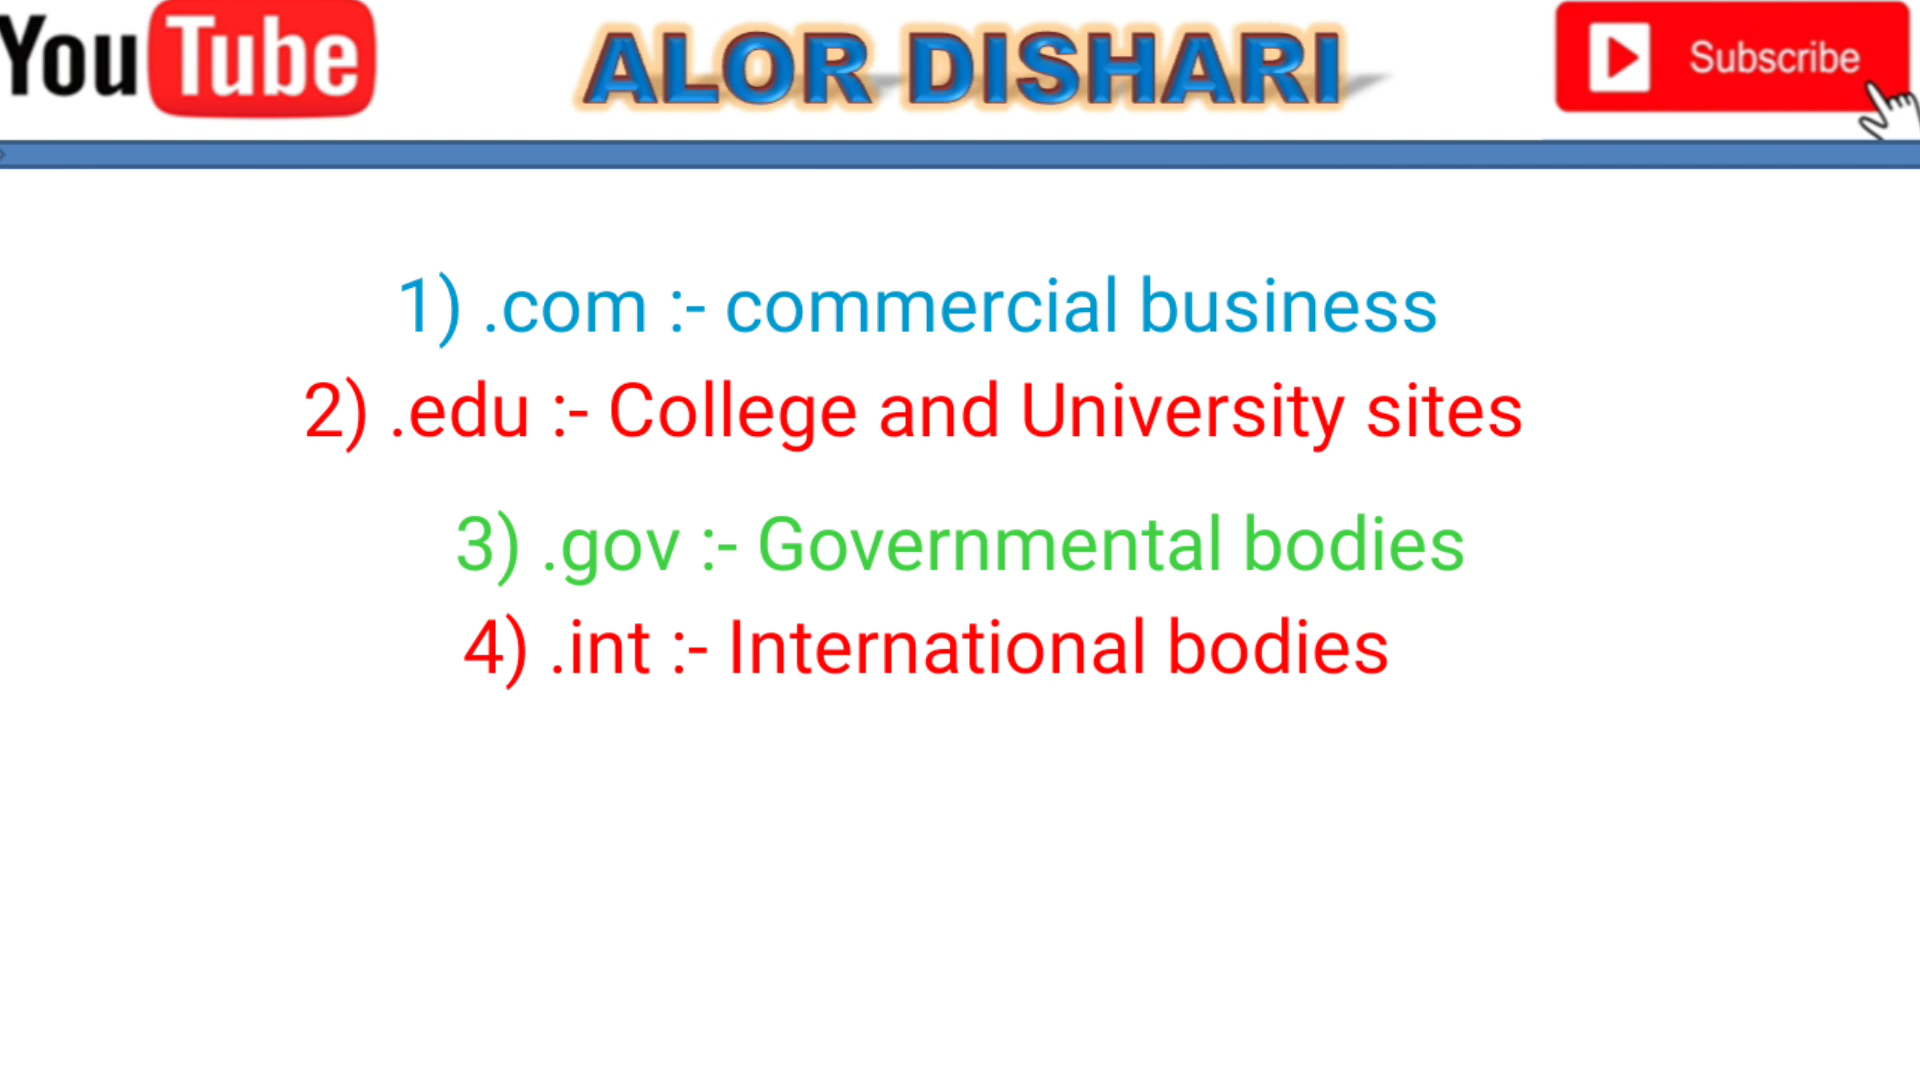 YouTube
ALOR DISHARI
Subscribe
1) .com :- commercial business
2) .edu :- College and University sites
3) .gov :- Governmental bodies
4) .int :- International bodies